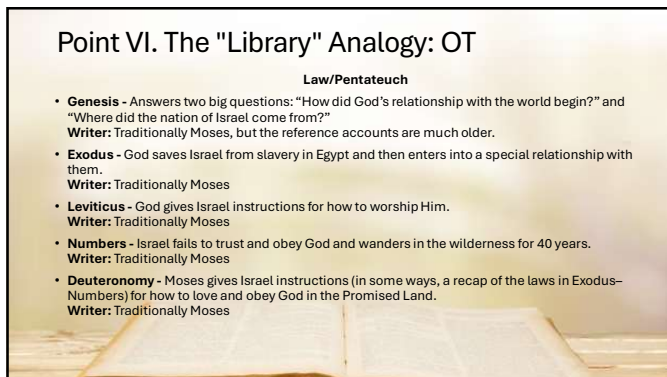 Point VI. The "Library" Analogy: OT
Law/Pentateuch
• Genesis - Answers two big questions: “How did God’s relationship with the world begin?” and
“Where did the nation of Israel come from?”
Writer: Traditionally Moses, but the reference accounts are much older.
• Exodus - God saves Israel from slavery in Egypt and then enters into a special relationship with
them.
Writer: Traditionally Moses
• Leviticus - God gives Israel instructions for how to worship Him.
Writer: Traditionally Moses
• Numbers - Israel fails to trust and obey God and wanders in the wilderness for 40 years.
Writer: Traditionally Moses
• Deuteronomy - Moses gives Israel instructions (in some ways, a recap of the laws in Exodus–
Numbers) for how to love and obey God in the Promised Land.
Writer: Traditionally Moses